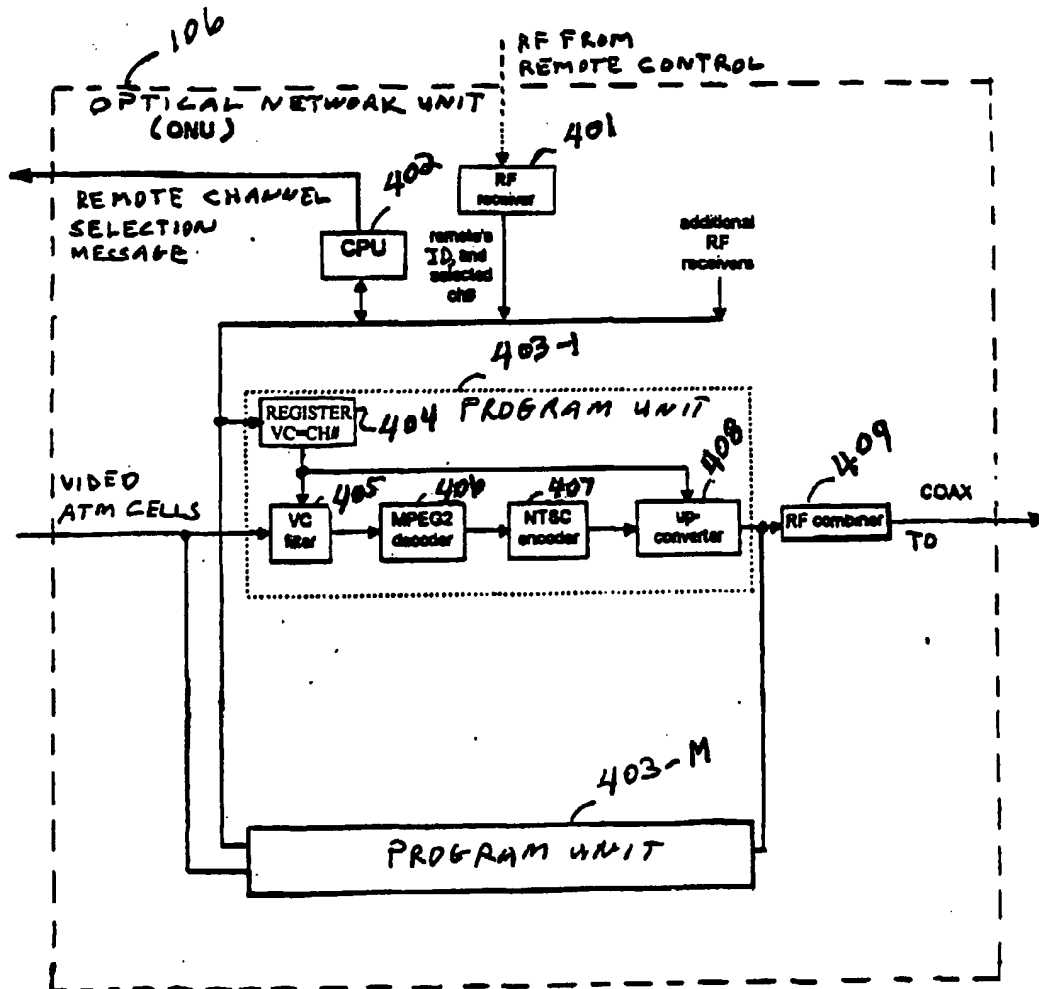 106
RF FROM
REMOTE CONTROL
OPTICAL NETWORK UNIT
(ONU)
401
402
RF
receiver
REMOTE CHANNEL
SELECTION
MESSAGE
CPU
remote's
ID, and
selected
ch#
additional
RF
receivers
403-1
REGISTER
VC=CH#
404
PROGRAM UNIT
408
409
VIDEO
ATM CELLS
405
406
407
VC
filter
MPEG2
decoder
NTSC
encoder
up-
converter
RF combiner
COAX
TO
403-M
PROGRAM UNIT